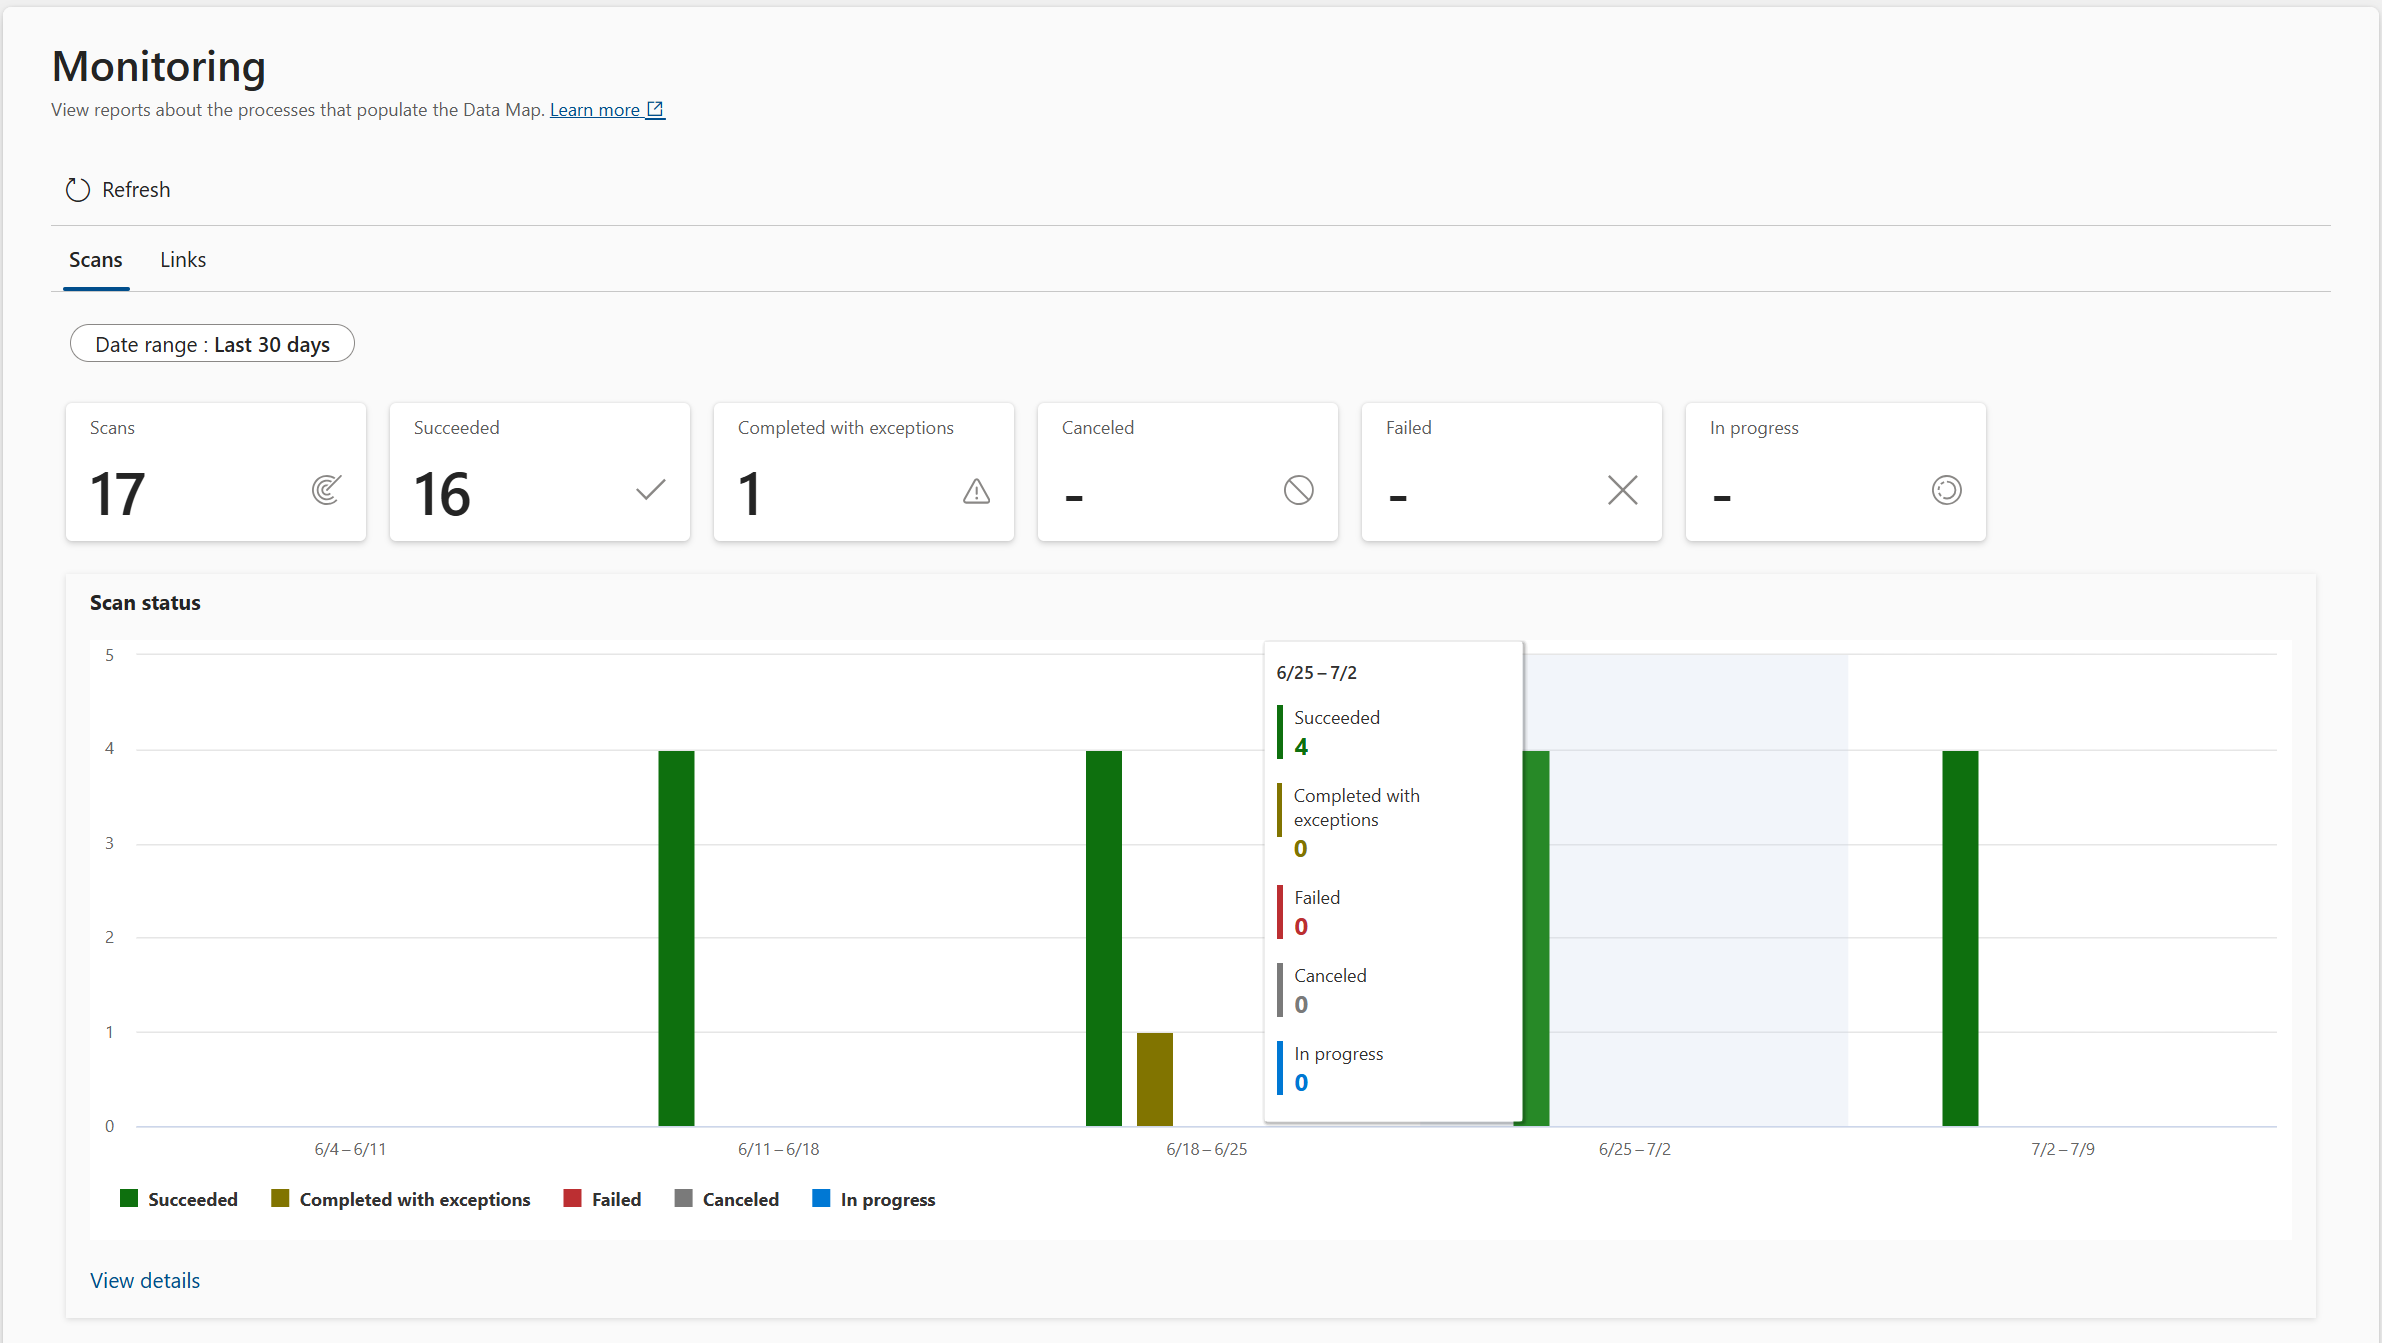 Monitoring
View reports about the processes that populate the Data Map. Learn more
Refresh
Scans Links
Date range : Last 30 days
Scans Succeeded Completed with exceptions Canceled Failed In progress
17 16 1 - - -
Scan status
5
4
3
2
1
0
6/25 – 7/2
Succeeded
4
Completed with
exceptions
0
Failed
0
Canceled
0
In progress
0
6/4 – 6/11 6/11 – 6/18 6/18 – 6/25 6/25 – 7/2 7/2 – 7/9
Succeeded Completed with exceptions Failed Canceled In progress
View details